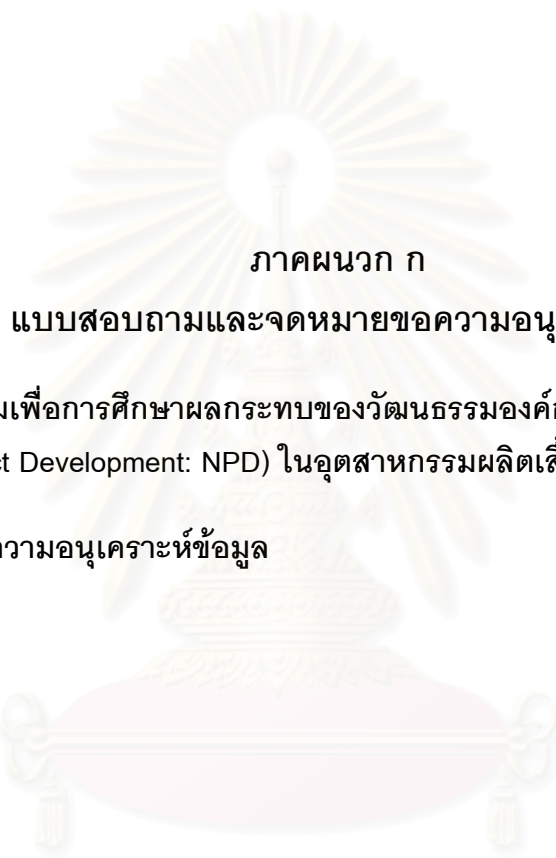 ภาคผนวก ก
แบบสอบถามและจดหมายขอความอนุ
เพื่อการศึกษาผลกระทบของวัฒนธรรมองค์
Development: NPD) ในอุตสาหกรรมผลิต
ความอนุเคราะห์ข้อมูล